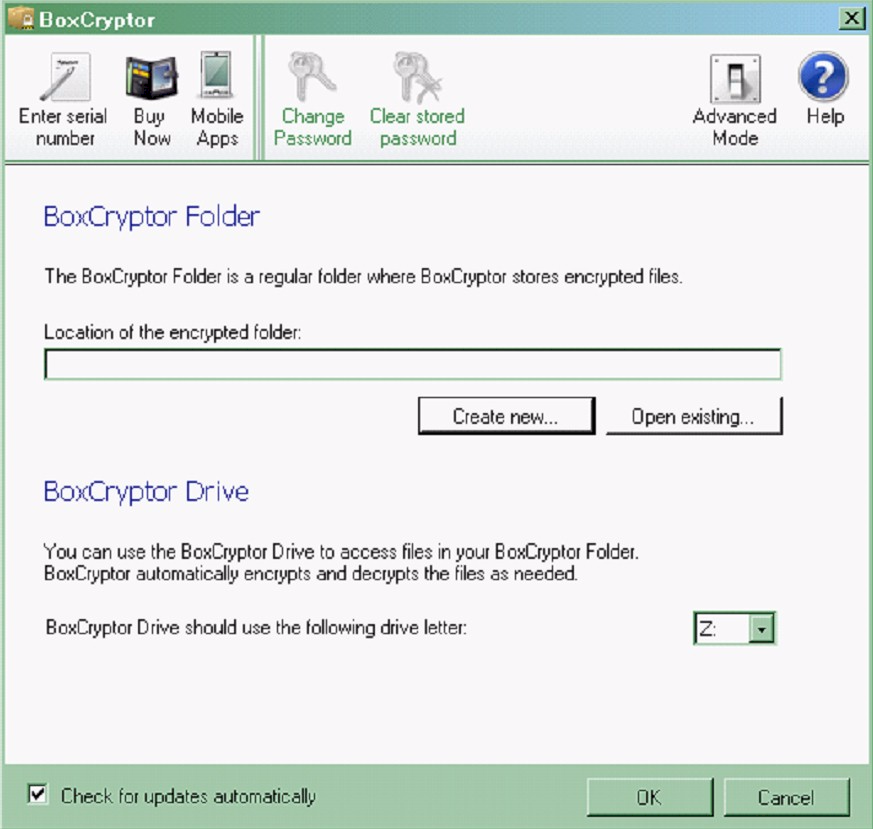 BoxCryptor
Enter serial
number
Buy
Now
Mobile
Apps
Change
Password
Clear stored
password
Advanced
Mode
Help
BoxCryptor Folder
The BoxCryptor Folder is a regular folder where BoxCryptor stores encrypted files.
Location of the encrypted folder:
Create new...
Open existing...
BoxCryptor Drive
You can use the BoxCryptor Drive to access files in your BoxCryptor Folder.
BoxCryptor automatically encrypts and decrypts the files as needed.
BoxCryptor Drive should use the following drive letter:
Z:
Check for updates automatically
OK
Cancel